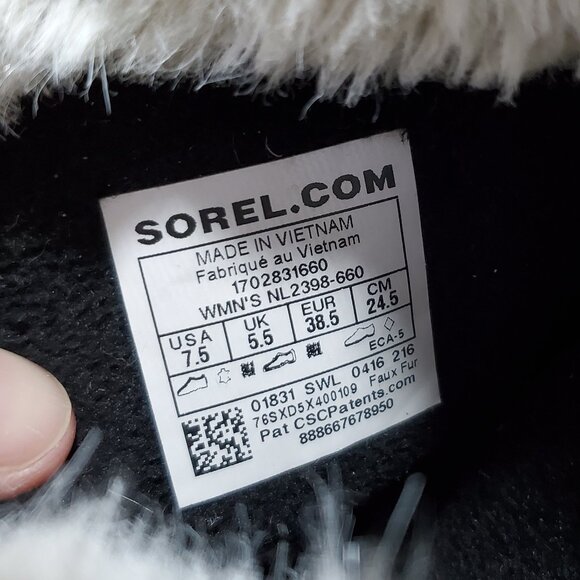 SOREL.COM
MADE IN VIETNAM
Fabriqué au Vietnam
1702831660
WMN'S NL2398-660
USA UK EUR CM
7.5 5.5 38.5 24.5
ECA-5
01831 SWL 0416 216
76SXD5X400109 Faux Fur
Pat CSCPatents.com
888667678950